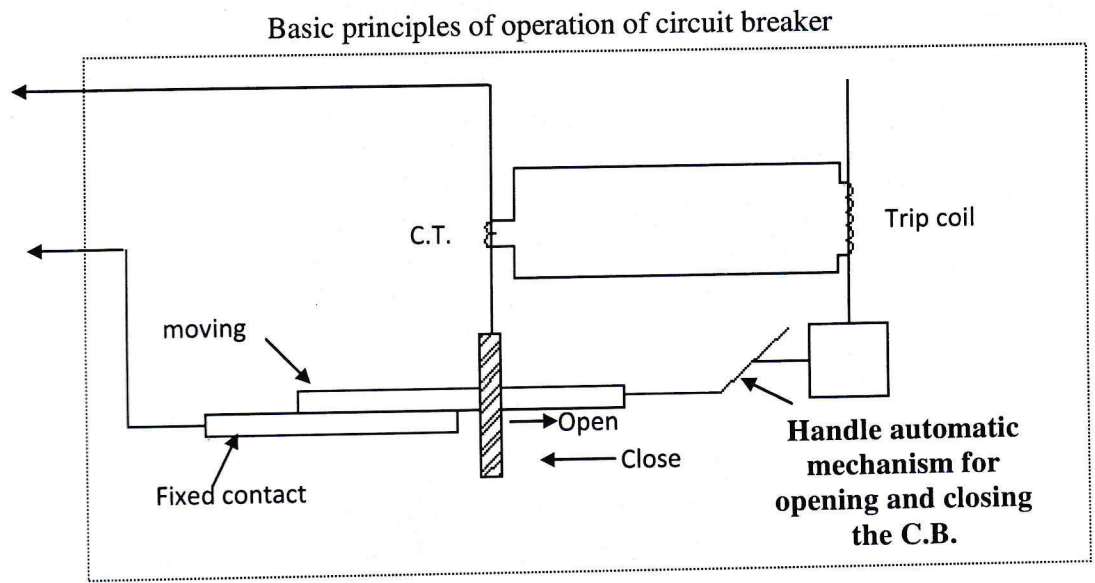 Basic principles of operation of circuit breaker
C.T.
Trip coil
moving
Open
Close
Fixed contact
Handle automatic
mechanism for
opening and closing
the C.B.